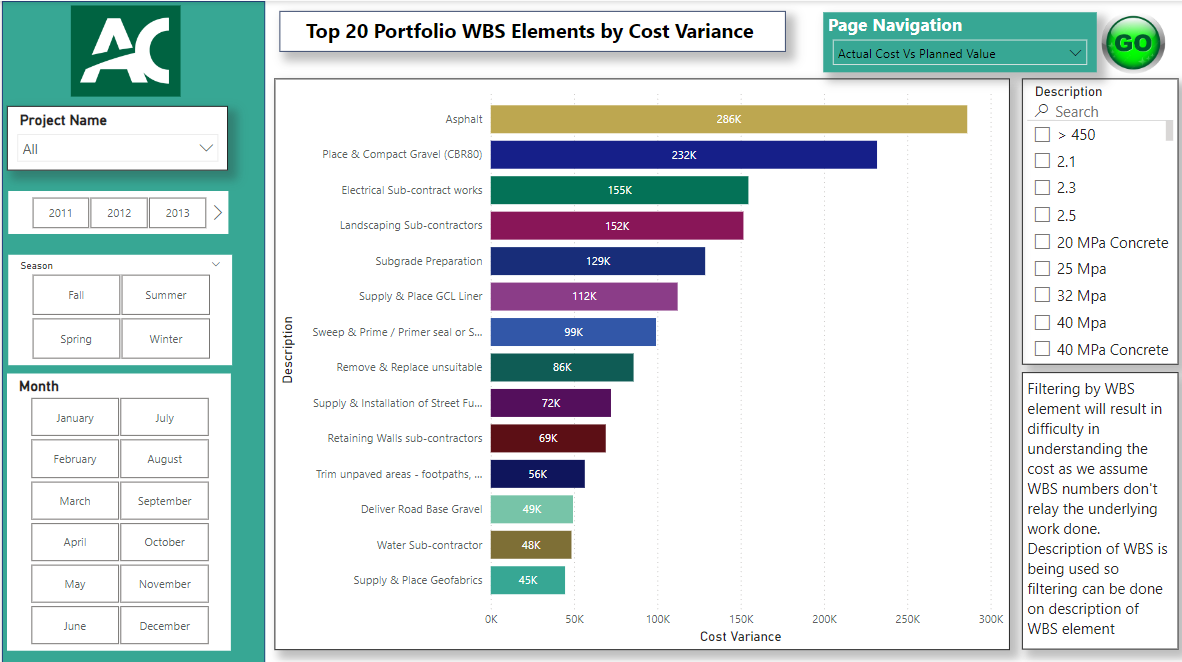 AC
Top 20 Portfolio WBS Elements by Cost Variance
Page Navigation
Actual Cost Vs Planned Value
GO
Project Name
All
2011
2012
2013
Season
Fall
Summer
Spring
Winter
Month
January
July
February
August
March
September
April
October
May
November
June
December
Description
Asphalt
286K
Place & Compact Gravel (CBR80)
232K
Electrical Sub-contract works
155K
Landscaping Sub-contractors
152K
Subgrade Preparation
129K
Supply & Place GCL Liner
112K
Sweep & Prime / Primer seal or S...
99K
Remove & Replace unsuitable
86K
Supply & Installation of Street Fu...
72K
Retaining Walls sub-contractors
69K
Trim unpaved areas - footpaths, ...
56K
Deliver Road Base Gravel
49K
Water Sub-contractor
48K
Supply & Place Geofabrics
45K
0K
50K
100K
150K
200K
250K
300K
Cost Variance
Description
Search
> 450
2.1
2.3
2.5
20 MPa Concrete
25 Mpa
32 Mpa
40 Mpa
40 MPa Concrete
Filtering by WBS
element will result in
difficulty in
understanding the
cost as we assume
WBS numbers don't
relay the underlying
work done.
Description of WBS is
being used so
filtering can be done
on description of
WBS element